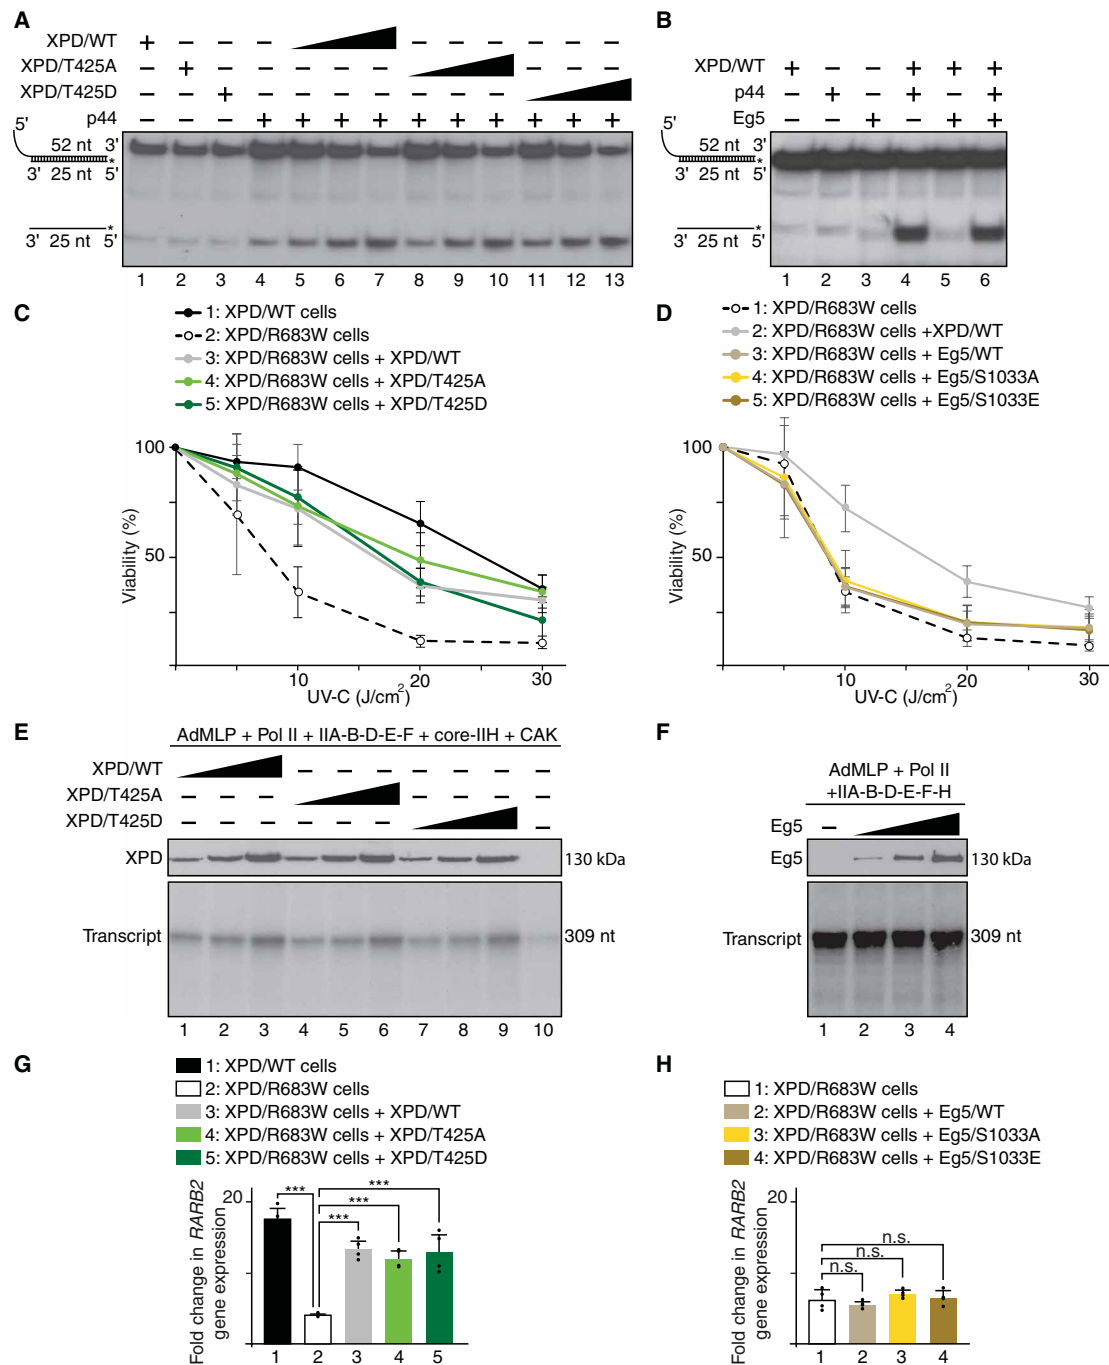 A
XPD/WT + – – – – – – – – –
XPD/T425A – + – – – – – – – –
XPD/T425D – – + – – – – – – –
p44 – – – + + + + + + + + + +
5' 52 nt 3'
*
3' 25 nt 5'
*
3' 25 nt 5'
1 2 3 4 5 6 7 8 9 10 11 12 13
B
XPD/WT + – – + + +
p44 – + – + – +
Eg5 – – + – + +
5' 52 nt 3'
*
3' 25 nt 5'
*
3' 25 nt 5'
1 2 3 4 5 6
C
1: XPD/WT cells
2: XPD/R683W cells
3: XPD/R683W cells + XPD/WT
4: XPD/R683W cells + XPD/T425A
5: XPD/R683W cells + XPD/T425D
100
50
Viability (%)
10 20 30
UV-C (J/cm2)
D
1: XPD/R683W cells
2: XPD/R683W cells +XPD/WT
3: XPD/R683W cells + Eg5/WT
4: XPD/R683W cells + Eg5/S1033A
5: XPD/R683W cells + Eg5/S1033E
100
50
Viability (%)
10 20 30
UV-C (J/cm2)
E
AdMLP + Pol II + IIA-B-D-E-F + core-IIH + CAK
XPD/WT – – – – – – –
XPD/T425A – – – – – – –
XPD/T425D – – – – – – –
XPD 130 kDa
Transcript 309 nt
1 2 3 4 5 6 7 8 9 10
F
AdMLP + Pol II
+IIA-B-D-E-F-H
Eg5 –
Eg5 130 kDa
Transcript 309 nt
1 2 3 4
G
1: XPD/WT cells
2: XPD/R683W cells
3: XPD/R683W cells + XPD/WT
4: XPD/R683W cells + XPD/T425A
5: XPD/R683W cells + XPD/T425D
Fold change in RARB2
gene expression
20
***
***
***
***
1 2 3 4 5
H
1: XPD/R683W cells
2: XPD/R683W cells + Eg5/WT
3: XPD/R683W cells + Eg5/S1033A
4: XPD/R683W cells + Eg5/S1033E
Fold change in RARB2
gene expression
20
n.s.
n.s.
n.s.
1 2 3 4